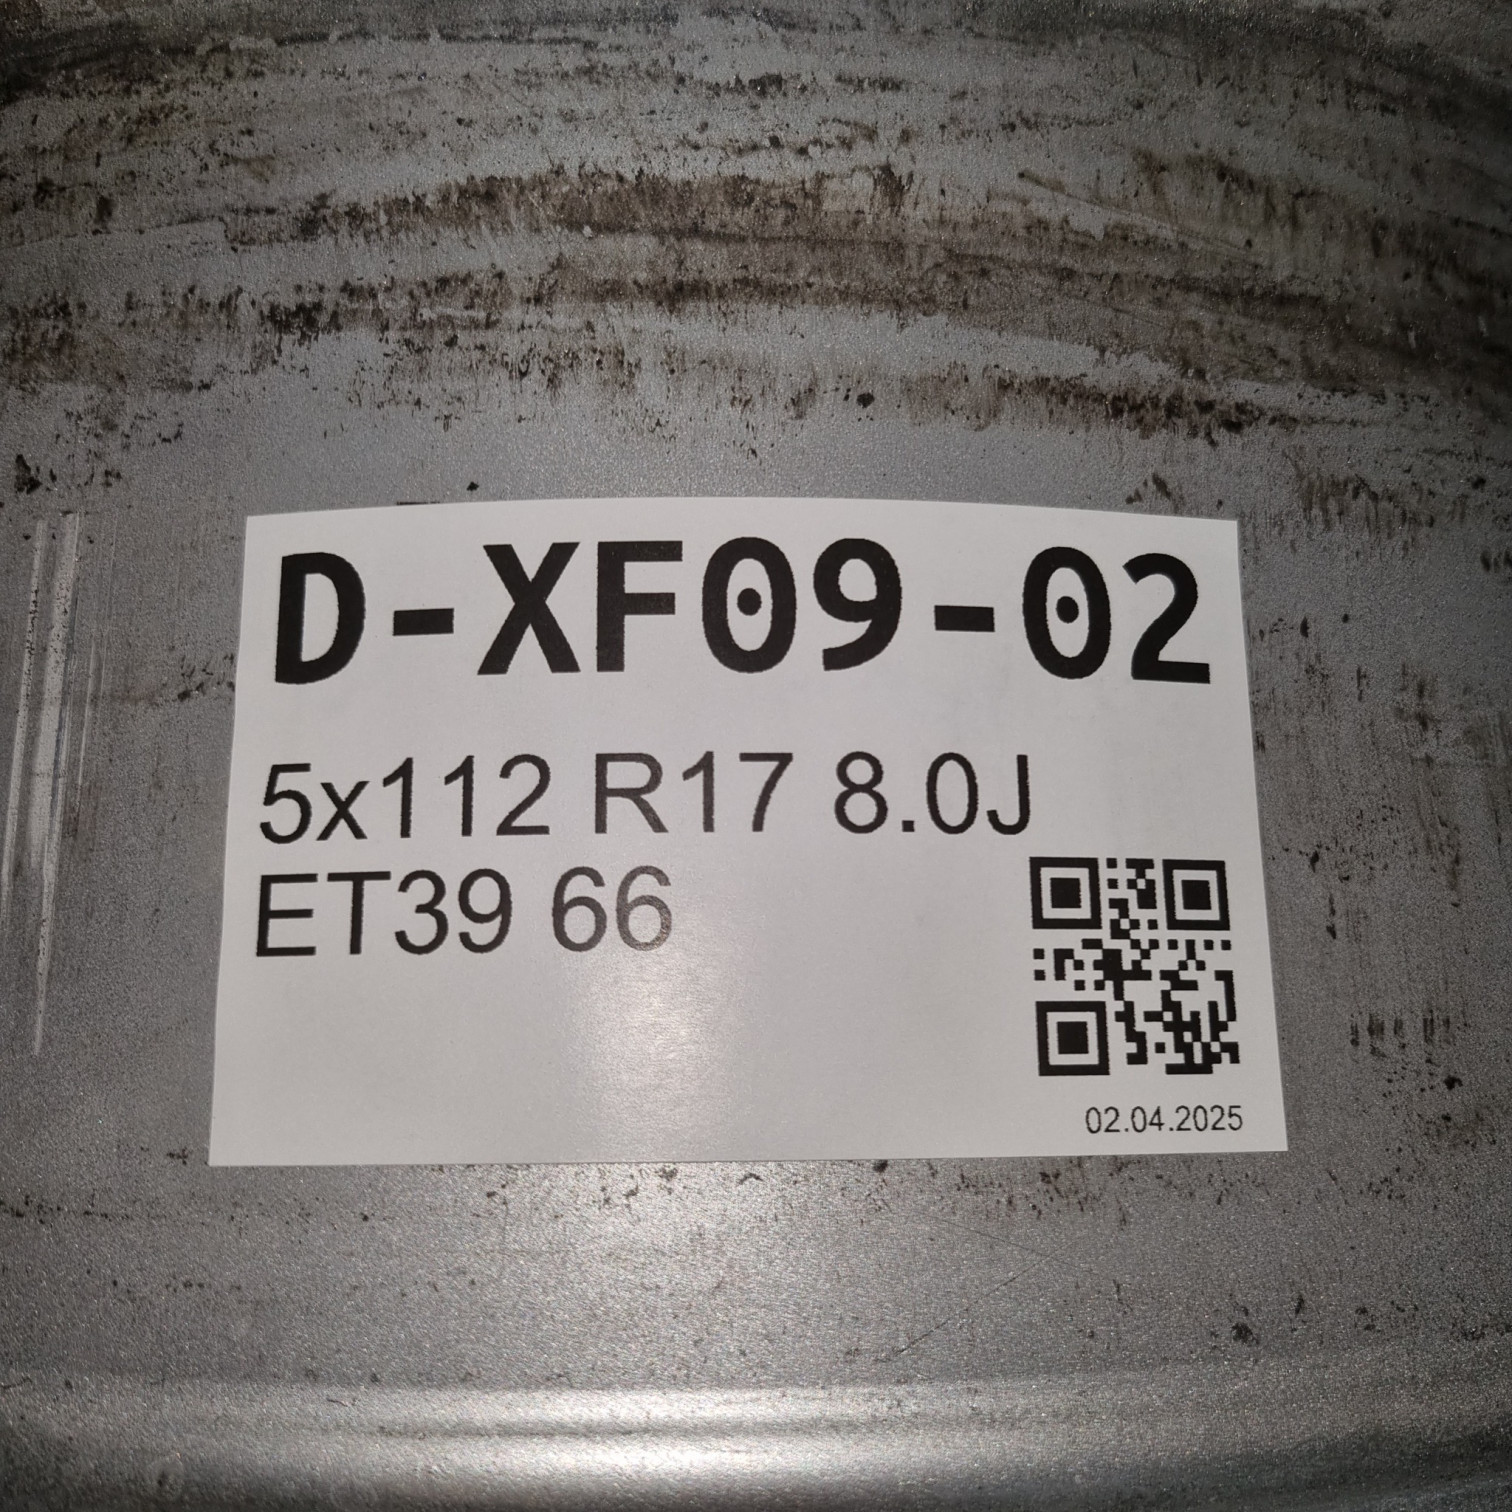 D-XF09-02
5x112 R17 8.0J
ET39 66
02.04.2025